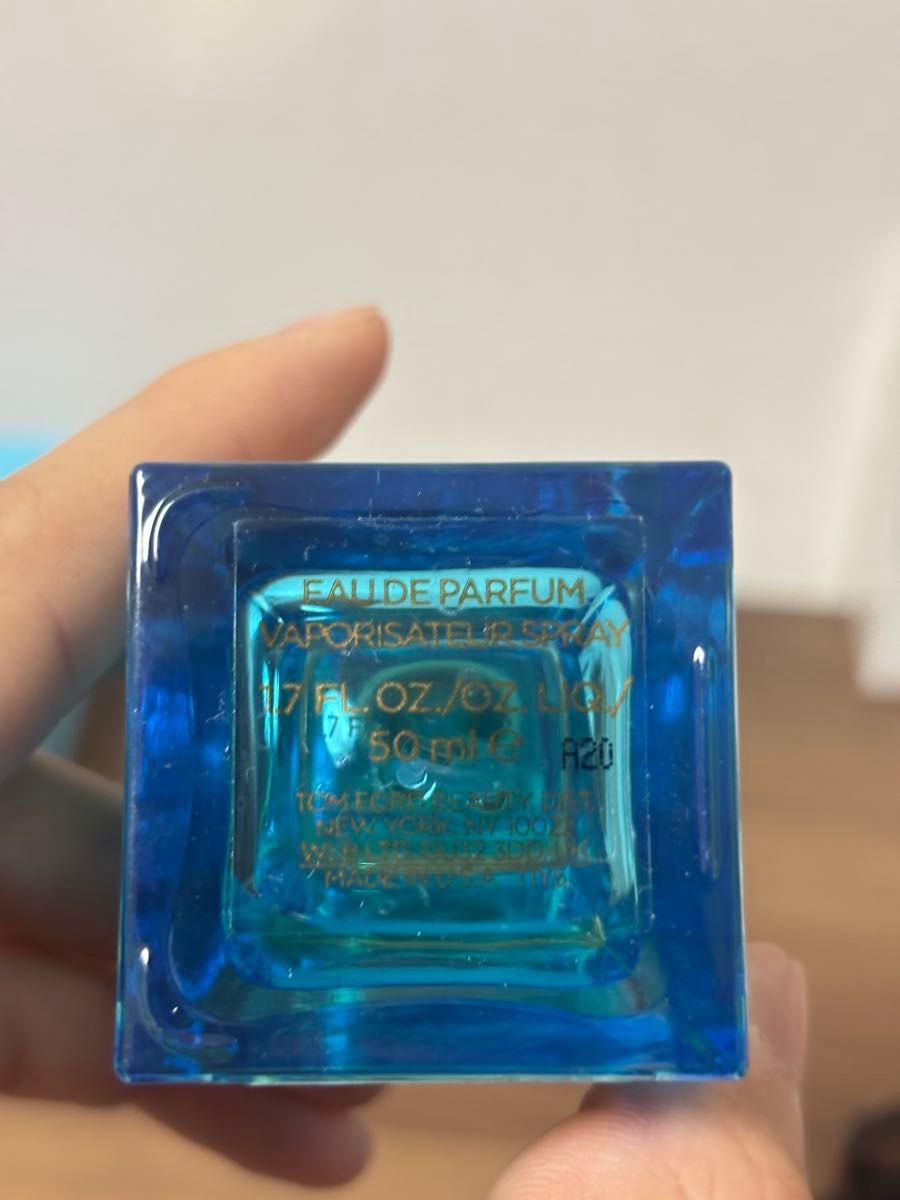 EAU DE PARFUM
VAPORISATEUR SPRAY
1.7 FL. OZ./OZ. LIQ./
50 ml ℮
A20
TOM FORD BEAUTY, DIST.
NEW YORK, NY 10022
MADE IN U.S.A.